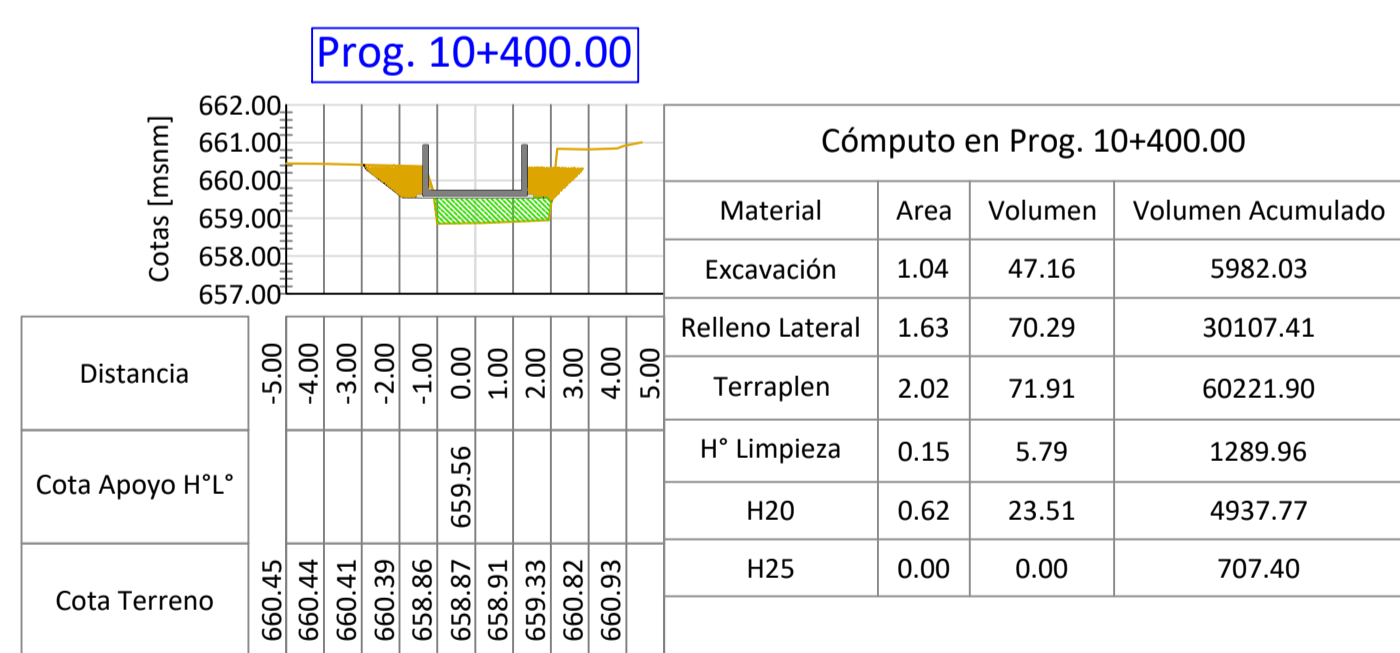 Prog. 10+400.00
Cotas [msnm]
662.00
661.00
660.00
659.00
658.00
657.00
Distancia -5.00 -4.00 -3.00 -2.00 -1.00 0.00 1.00 2.00 3.00 4.00 5.00
Cota Apoyo H°L° 659.56
Cota Terreno 660.45 660.44 660.41 660.39 658.86 658.87 658.91 659.33 660.82 660.93
Cómputo en Prog. 10+400.00
Material Area Volumen Volumen Acumulado
Excavación 1.04 47.16 5982.03
Relleno Lateral 1.63 70.29 30107.41
Terraplen 2.02 71.91 60221.90
H° Limpieza 0.15 5.79 1289.96
H20 0.62 23.51 4937.77
H25 0.00 0.00 707.40